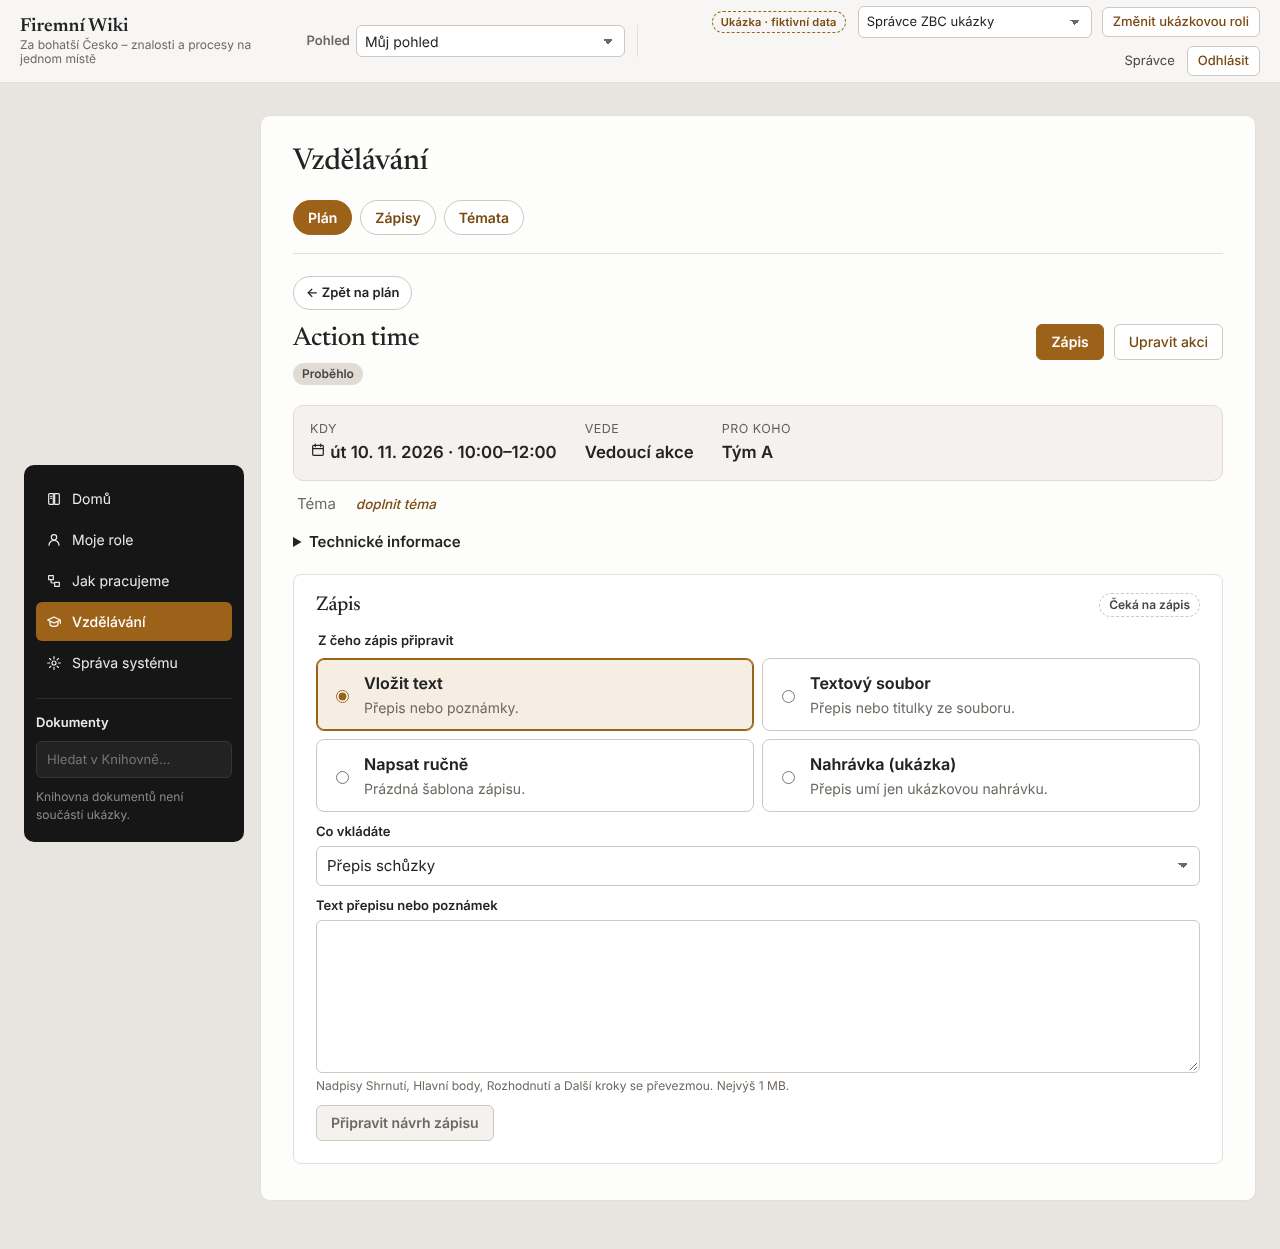 Firemní Wiki
Za bohatší Česko – znalosti a procesy na
jednom místě
Pohled
Můj pohled
Ukázka · fiktivní data
Správce ZBC ukázky
Změnit ukázkovou roli
Správce
Odhlásit
Domů
Moje role
Jak pracujeme
Vzdělávání
Správa systému
Dokumenty
Hledat v Knihovně...
Knihovna dokumentů není
součástí ukázky.
Vzdělávání
Plán
Zápisy
Témata
← Zpět na plán
Action time
Proběhlo
Zápis
Upravit akci
KDY
út 10. 11. 2026 · 10:00–12:00
VEDE
Vedoucí akce
PRO KOHO
Tým A
Téma
doplnit téma
Technické informace
Zápis
Čeká na zápis
Z čeho zápis připravit
Vložit text
Přepis nebo poznámky.
Textový soubor
Přepis nebo titulky ze souboru.
Napsat ručně
Prázdná šablona zápisu.
Nahrávka (ukázka)
Přepis umí jen ukázkovou nahrávku.
Co vkládáte
Přepis schůzky
Text přepisu nebo poznámek
Nadpisy Shrnutí, Hlavní body, Rozhodnutí a Další kroky se převezmou. Nejvýš 1 MB.
Připravit návrh zápisu